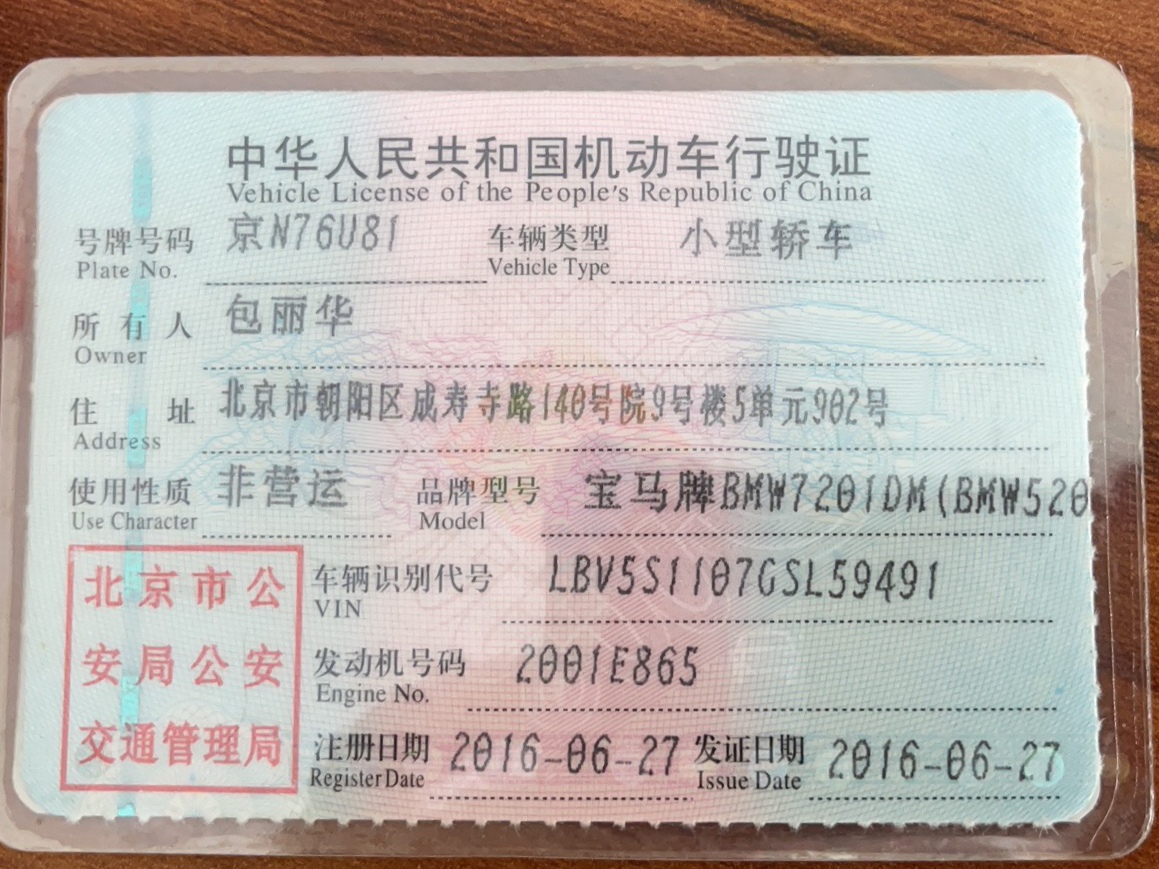 中华人民共和国机动车行驶证
Vehicle License of the People's Republic of China
号牌号码 京N76U81 车辆类型 小型轿车
Plate No. Vehicle Type
所有人 包丽华
Owner
住址 北京市朝阳区成寿寺路140号院9号楼5单元902号
Address
使用性质 非营运 品牌型号 宝马牌BMW7201DM(BMW520
Use Character Model
北京市公
安局公安
交通管理局
车辆识别代号 LBV5S1107GSL59491
VIN
发动机号码 2001E865
Engine No.
注册日期 2016-06-27 发证日期 2016-06-27
Register Date Issue Date